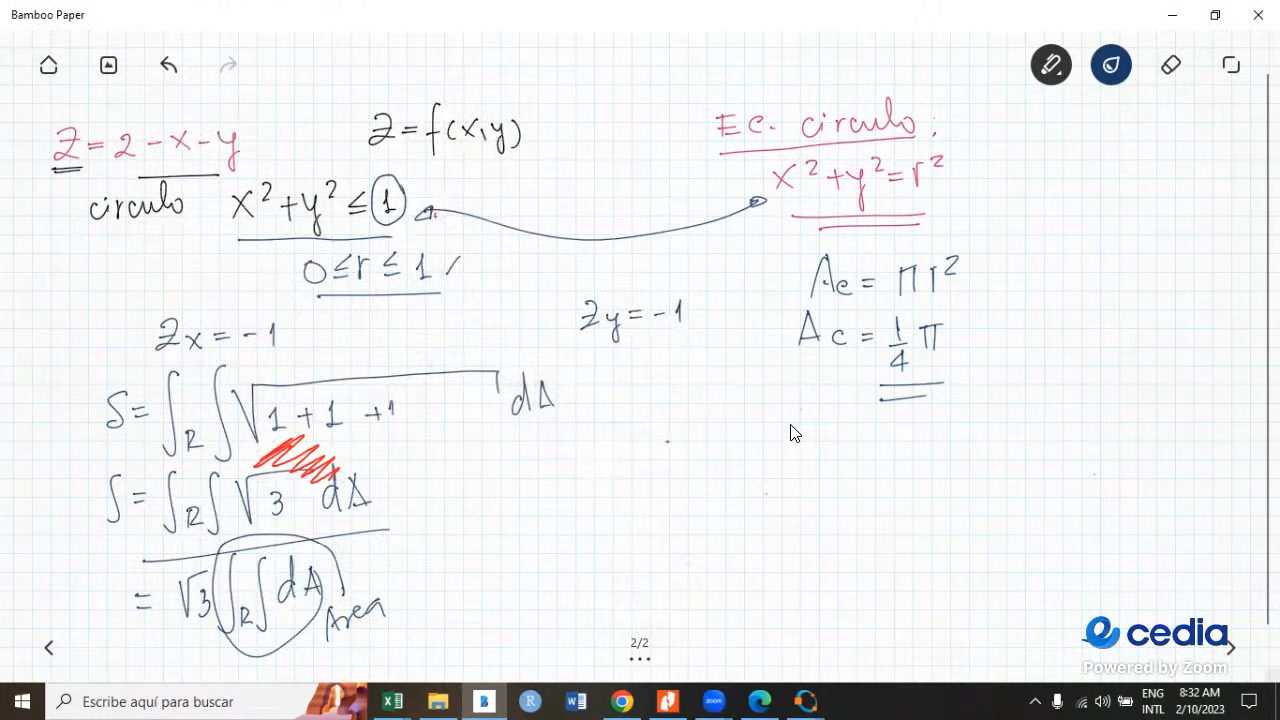 Bamboo Paper
Z = 2 - x - y
Z = f(x,y)
Ec. circulo:
circulo x² + y² ≤ 1
x² + y² = r²
0 ≤ r ≤ 1
Ac = π r²
Zx = -1
Zy = -1
Ac = 1/4 π
S = ∫R ∫ √1 + 1 + 1 dA
S = ∫R ∫ √3 dA
= √3 ∫R ∫ dA Area
2/2
cedia
Powered by Zoom
Escribe aquí para buscar
ENG
INTL
8:32 AM
2/10/2023